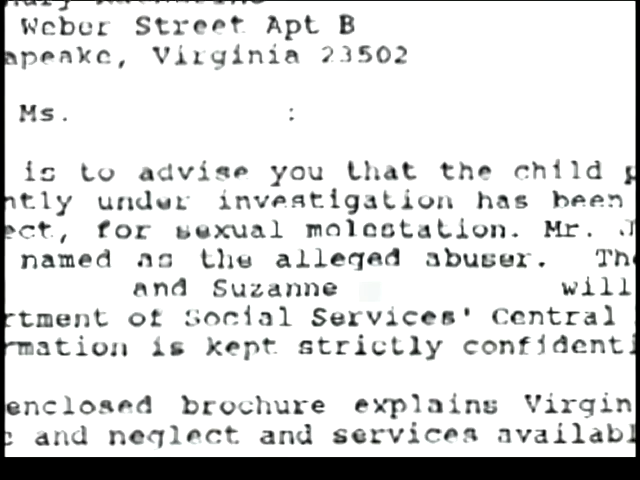 Weber Street Apt B
apeake, Virginia 23502
Ms. :
is to advise you that the child p
ntly under investigation has been
ect, for sexual molestation. Mr. J
named as the alleged abuser. The
and Suzanne will
rtment of Social Services' Central
rmation is kept strictly confidenti
enclosed brochure explains Virgin
and neglect and services availabl